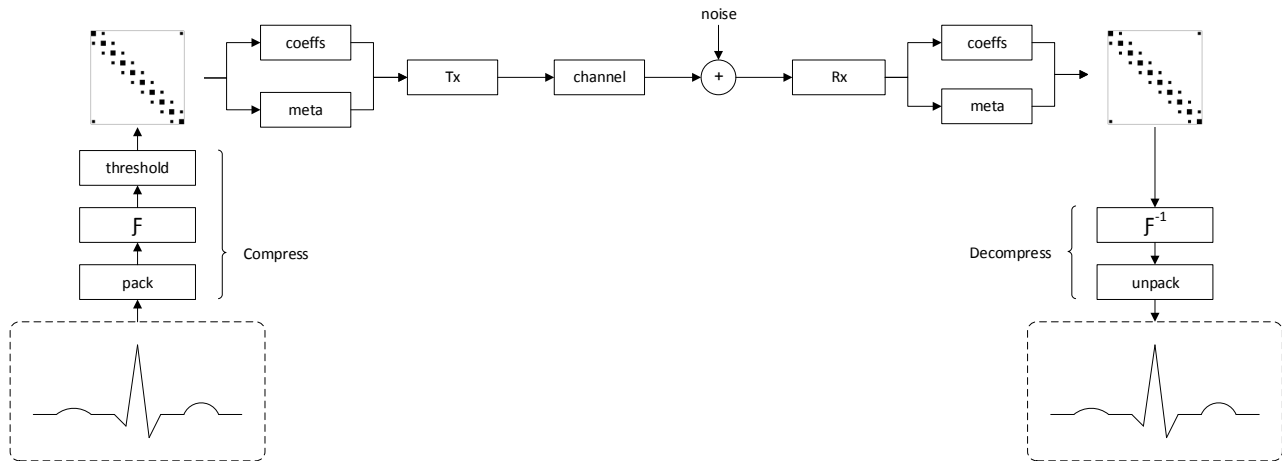 noise
coeffs
meta
Tx
channel
+
Rx
coeffs
meta
threshold
Ƒ
pack
Compress
Decompress
Ƒ-1
unpack